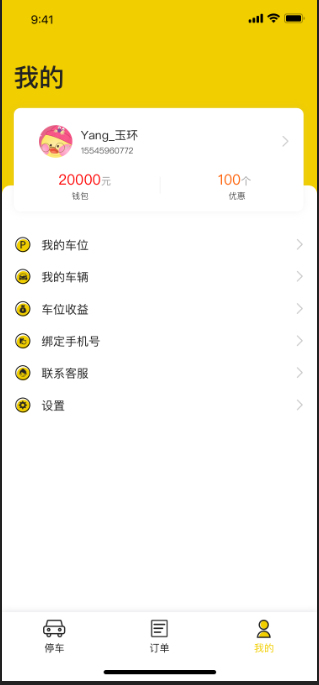 9:41
我的
Yang_玉环
15545960772
20000元 100个
钱包 优惠
P 我的车位
我的车辆
车位收益
绑定手机号
联系客服
设置
停车 订单 我的